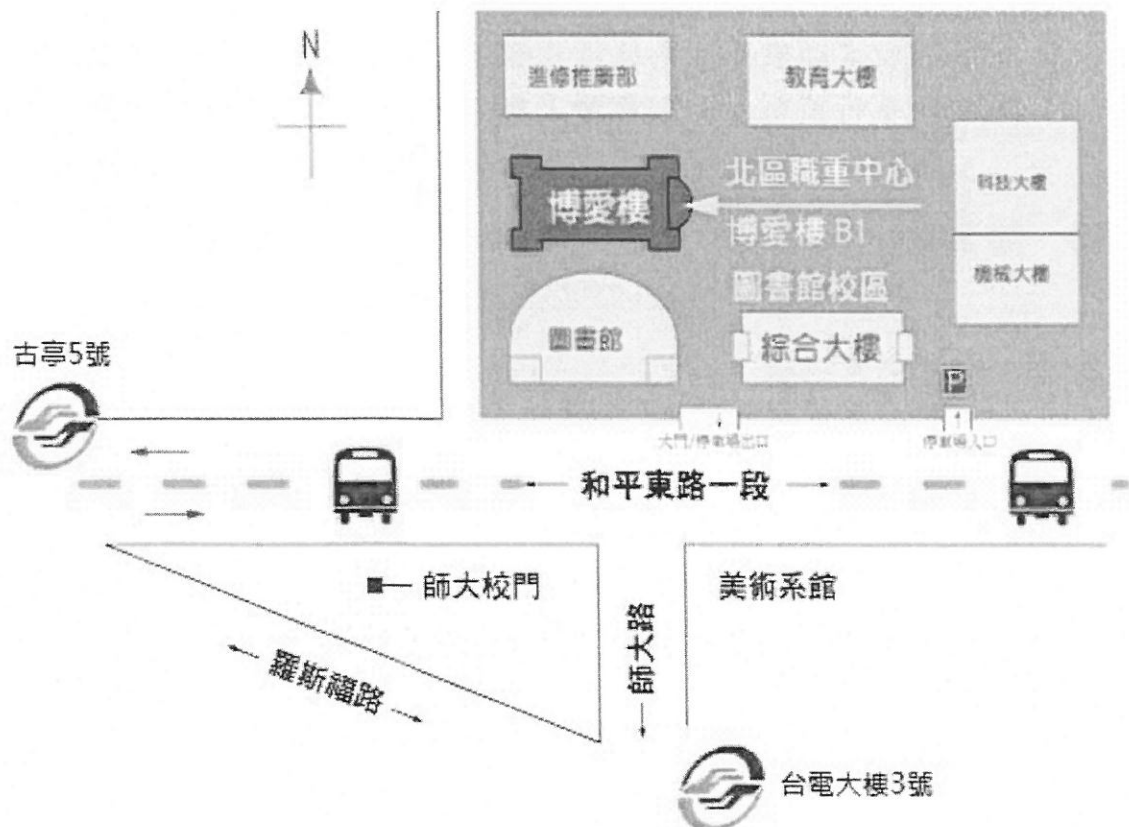 N
進修推廣部
教育大樓
北區職重中心
科技大樓
博愛樓
博愛樓 B1
機械大樓
圖書館校區
圖書館
綜合大樓
古亭5號
P
大門/停車場出口
停車場入口
和平東路一段
師大校門
美術系館
師大路
羅斯福路
台電大樓3號